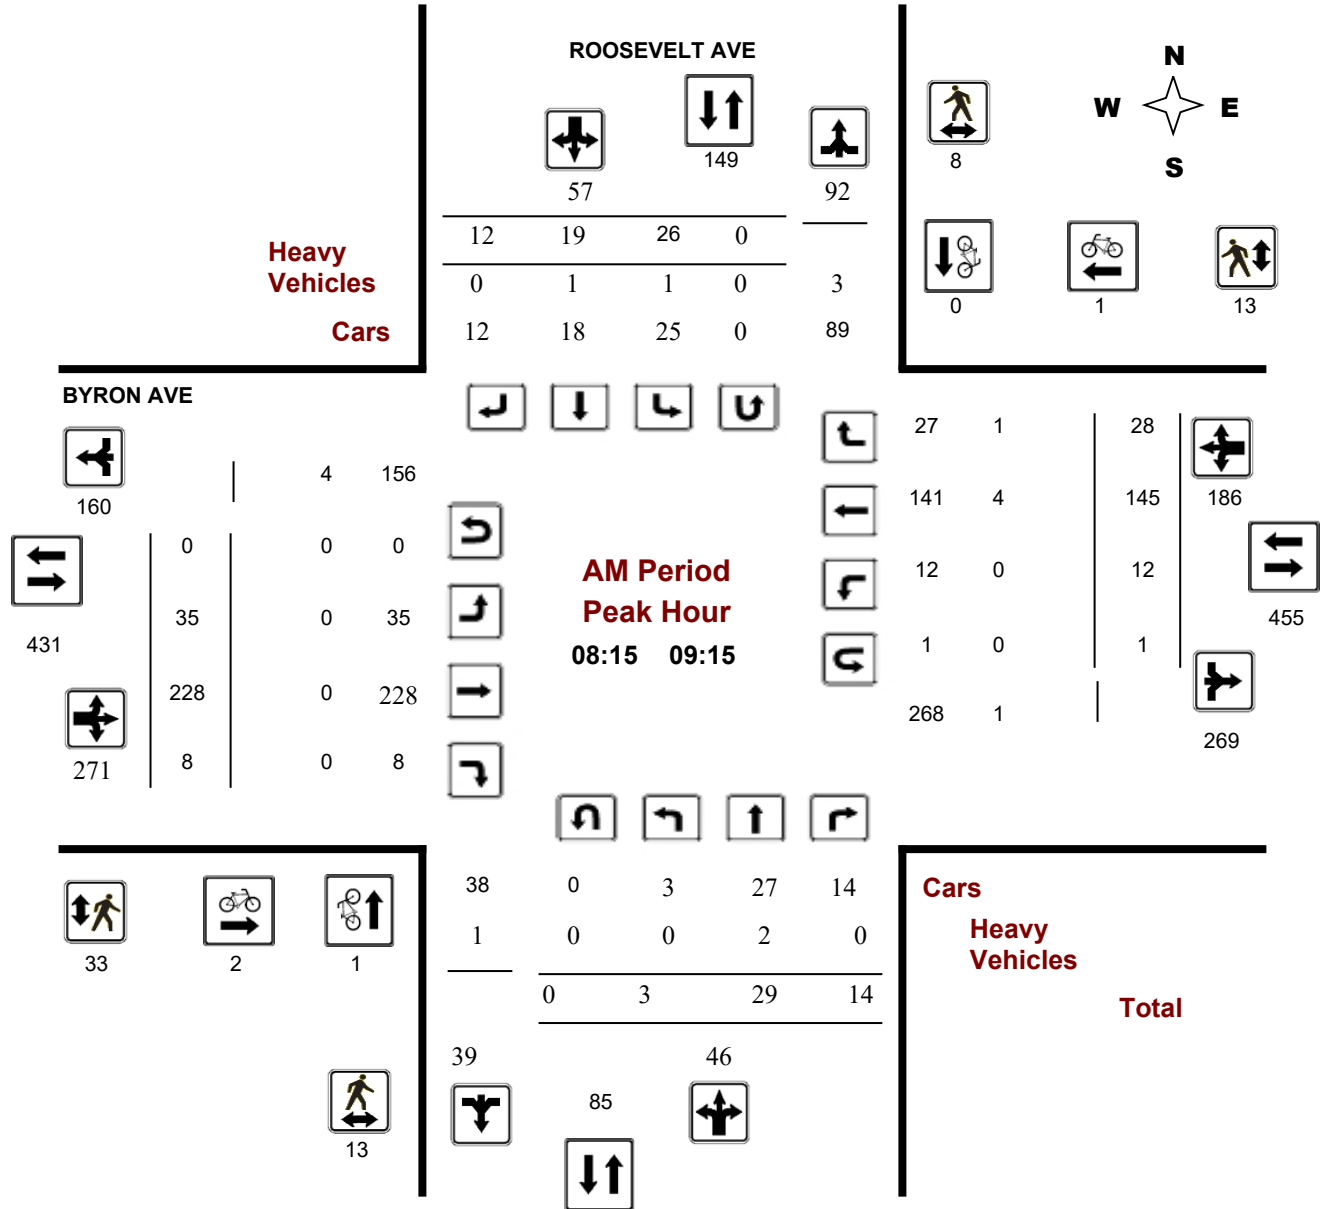 ROOSEVELT AVE
N
W E
S
149
8
57
92
12 19 26 0
Heavy
Vehicles
0 1 1 0 3
0 1 13
Cars
12 18 25 0 89
BYRON AVE
27 1 28
4 156
160
141 4 145 186
0 0 0
AM Period
12 0 12
Peak Hour
35 0 35
455
431
08:15 09:15
1 0 1
228 0 228
268 1
269
271 8 0 8
38 0 3 27 14
Cars
1 0 0 2 0
Heavy
Vehicles
33 2 1
0 3 29 14
Total
39 46
85
13